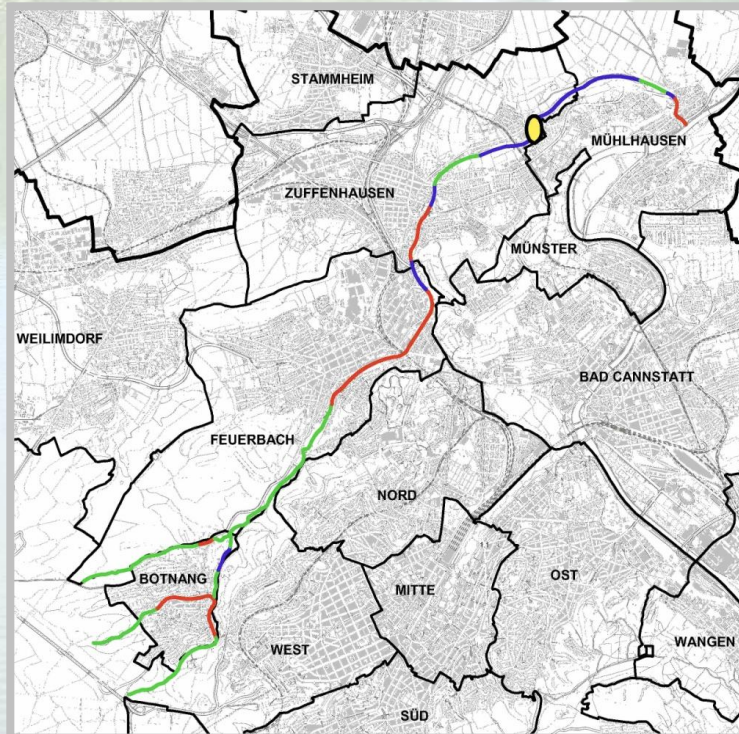 STAMMHEIM
MÜHLHAUSEN
ZUFFENHAUSEN
MÜNSTER
WEILIMDORF
BAD CANNSTATT
FEUERBACH
NORD
BOTNANG
OST
MITTE
WANGEN
WEST
SÜD